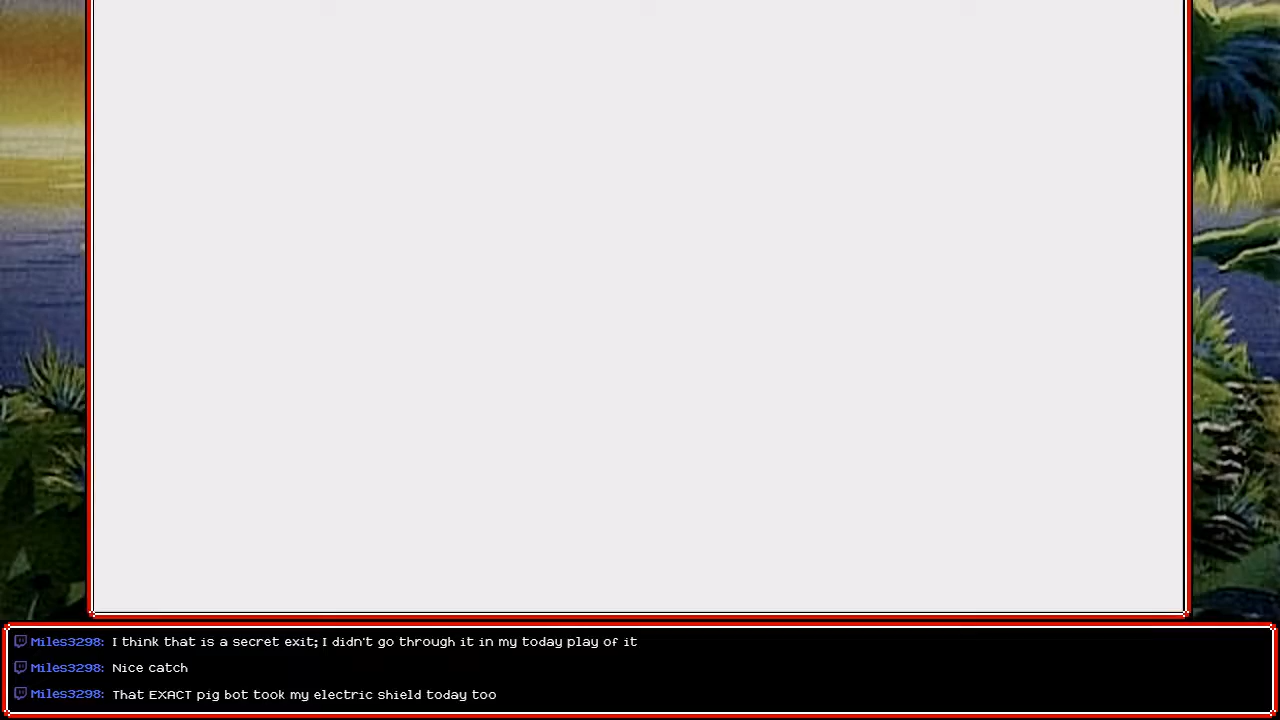 Miles3298: I think that is a secret exit; I didn't go through it in my today play of it
Miles3298: Nice catch
Miles3298: That EXACT pig bot took my electric shield today too